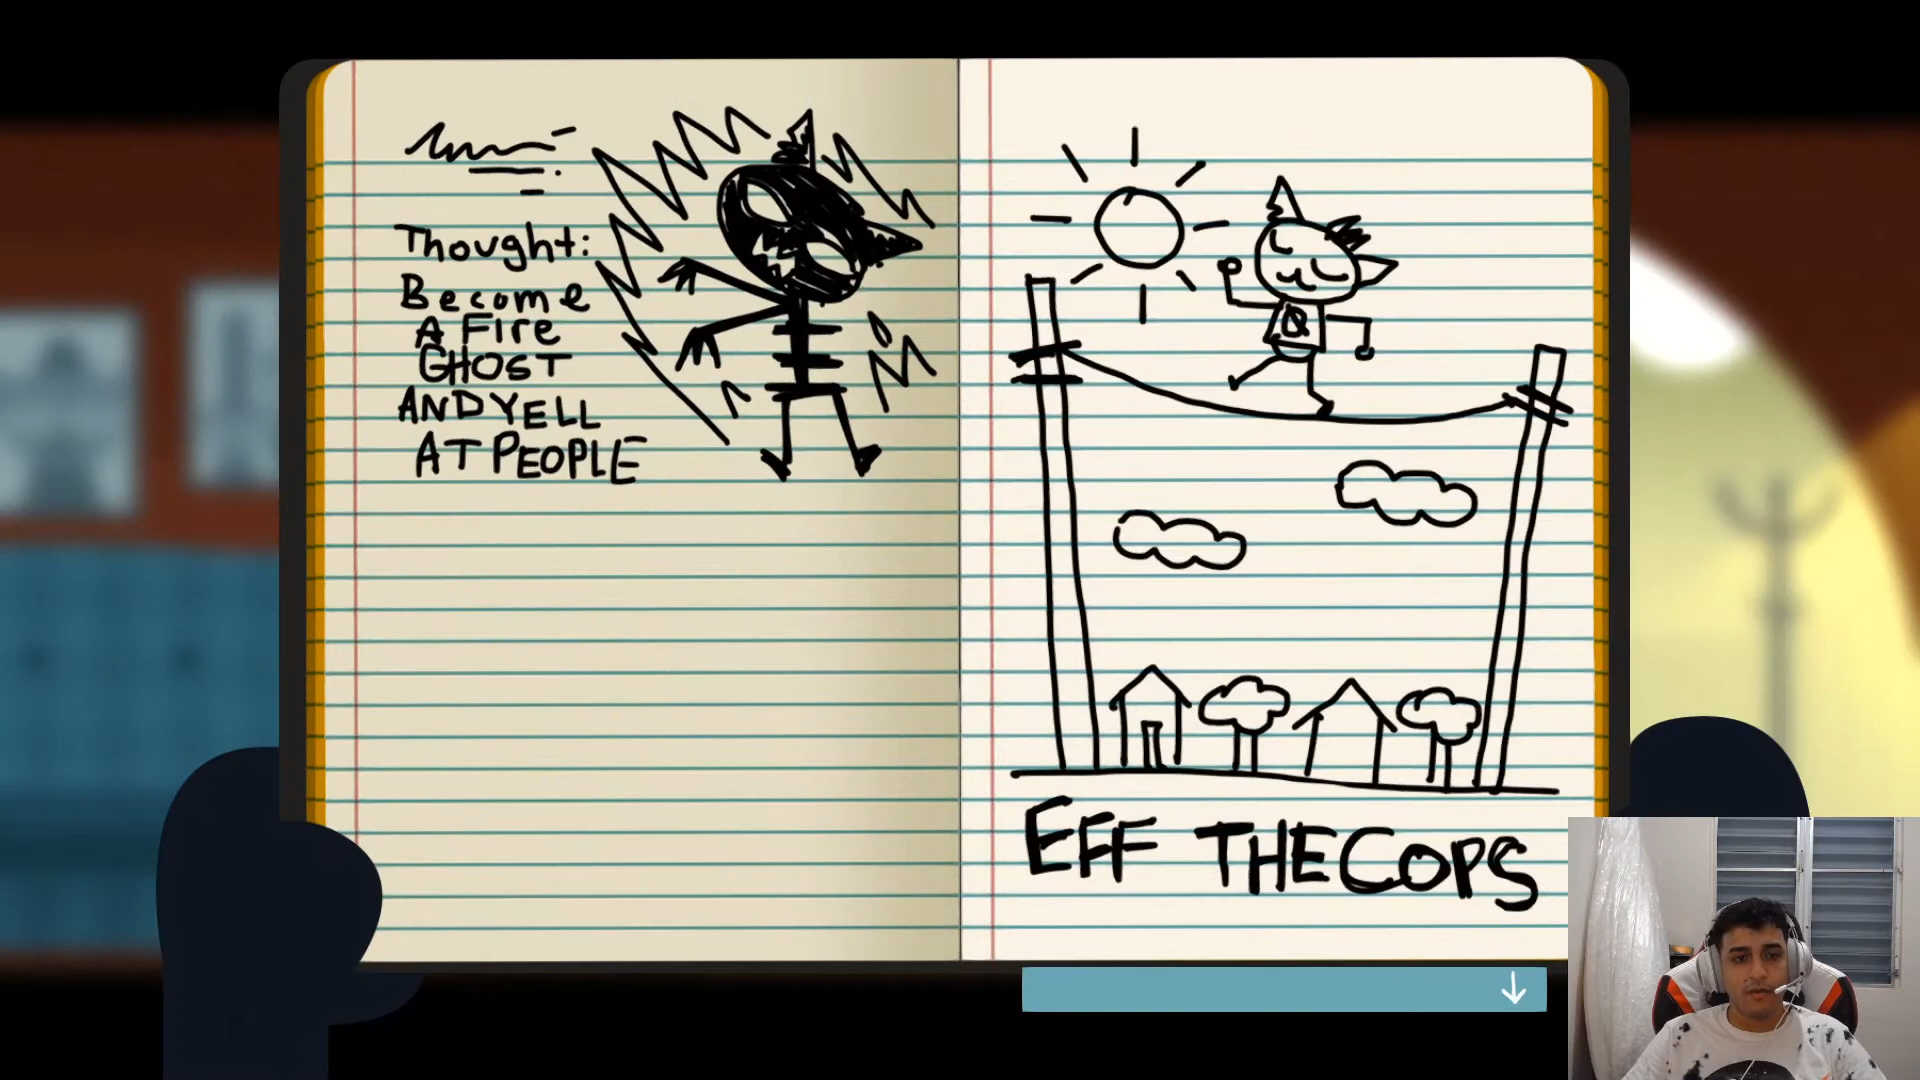 Thought:
Become
A Fire
GHOST
AND YELL
AT PEOPLE
EFF THE COPS